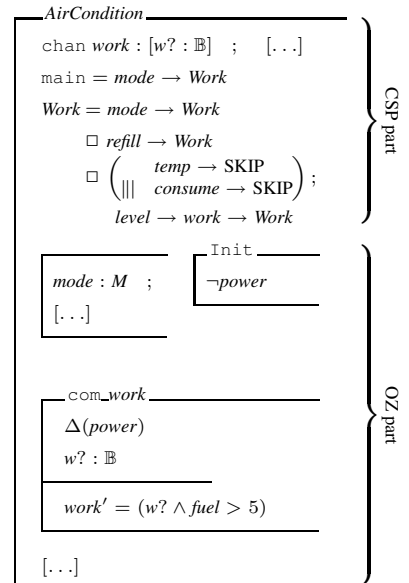 AirCondition
chan work : [w? : 𝔹] ; [. . .]
main = mode → Work
Work = mode → Work
□ refill → Work
□ ( temp → SKIP
||| consume → SKIP ) ;
level → work → Work
CSP part
mode : M ;
[. . .]
Init
¬power
com_work
Δ(power)
w? : 𝔹
work′ = (w? ∧ fuel > 5)
[. . .]
OZ part